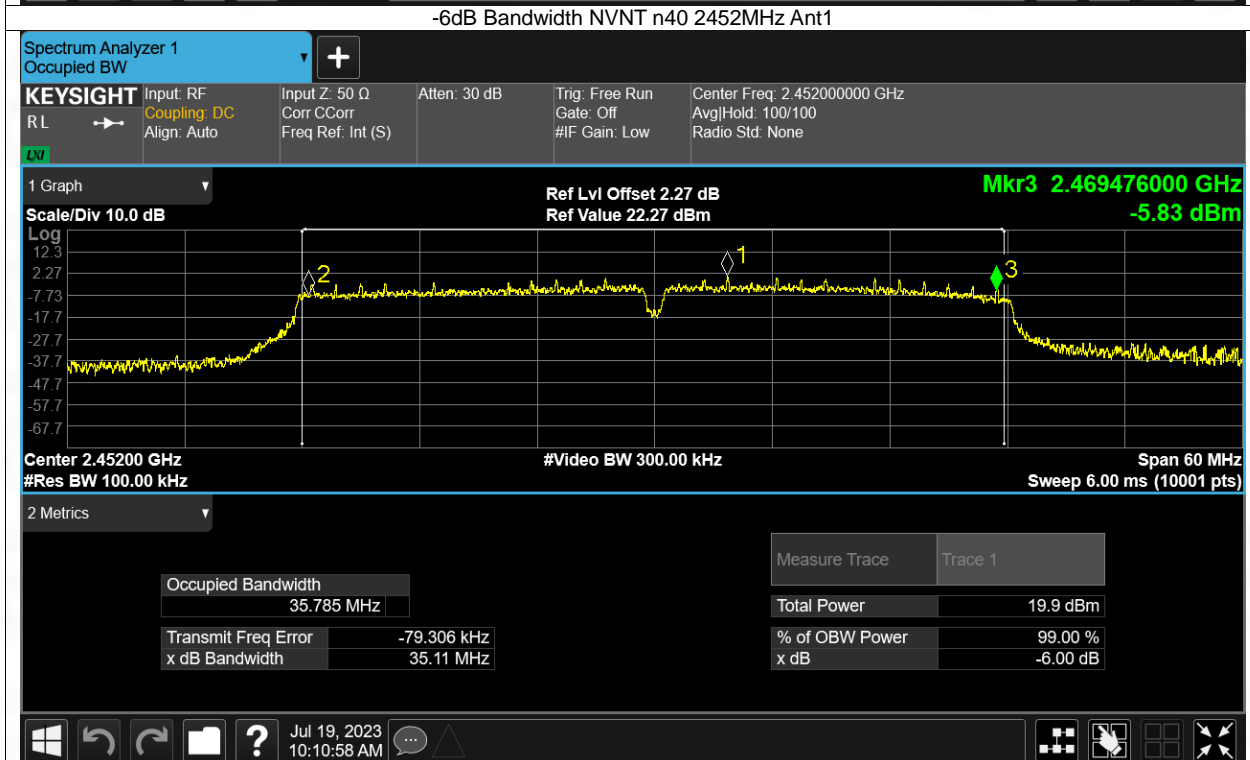 -6dB Bandwidth NVNT n40 2452MHz Ant1
Spectrum Analyzer 1
Occupied BW
KEYSIGHT
RL
LXI
Input: RF
Coupling: DC
Align: Auto
Input Z: 50 Ω
Corr CCorr
Freq Ref: Int (S)
Atten: 30 dB
Trig: Free Run
Gate: Off
#IF Gain: Low
Center Freq: 2.452000000 GHz
Avg|Hold: 100/100
Radio Std: None
1 Graph
Scale/Div 10.0 dB
Ref Lvl Offset 2.27 dB
Ref Value 22.27 dBm
Mkr3 2.469476000 GHz
-5.83 dBm
Log
12.3
2.27
-7.73
-17.7
-27.7
-37.7
-47.7
-57.7
-67.7
2
1
3
Center 2.45200 GHz
#Res BW 100.00 kHz
#Video BW 300.00 kHz
Span 60 MHz
Sweep 6.00 ms (10001 pts)
2 Metrics
Occupied Bandwidth
35.785 MHz
Transmit Freq Error -79.306 kHz
x dB Bandwidth 35.11 MHz
Measure Trace Trace 1
Total Power 19.9 dBm
% of OBW Power 99.00 %
x dB -6.00 dB
?
Jul 19, 2023
10:10:58 AM